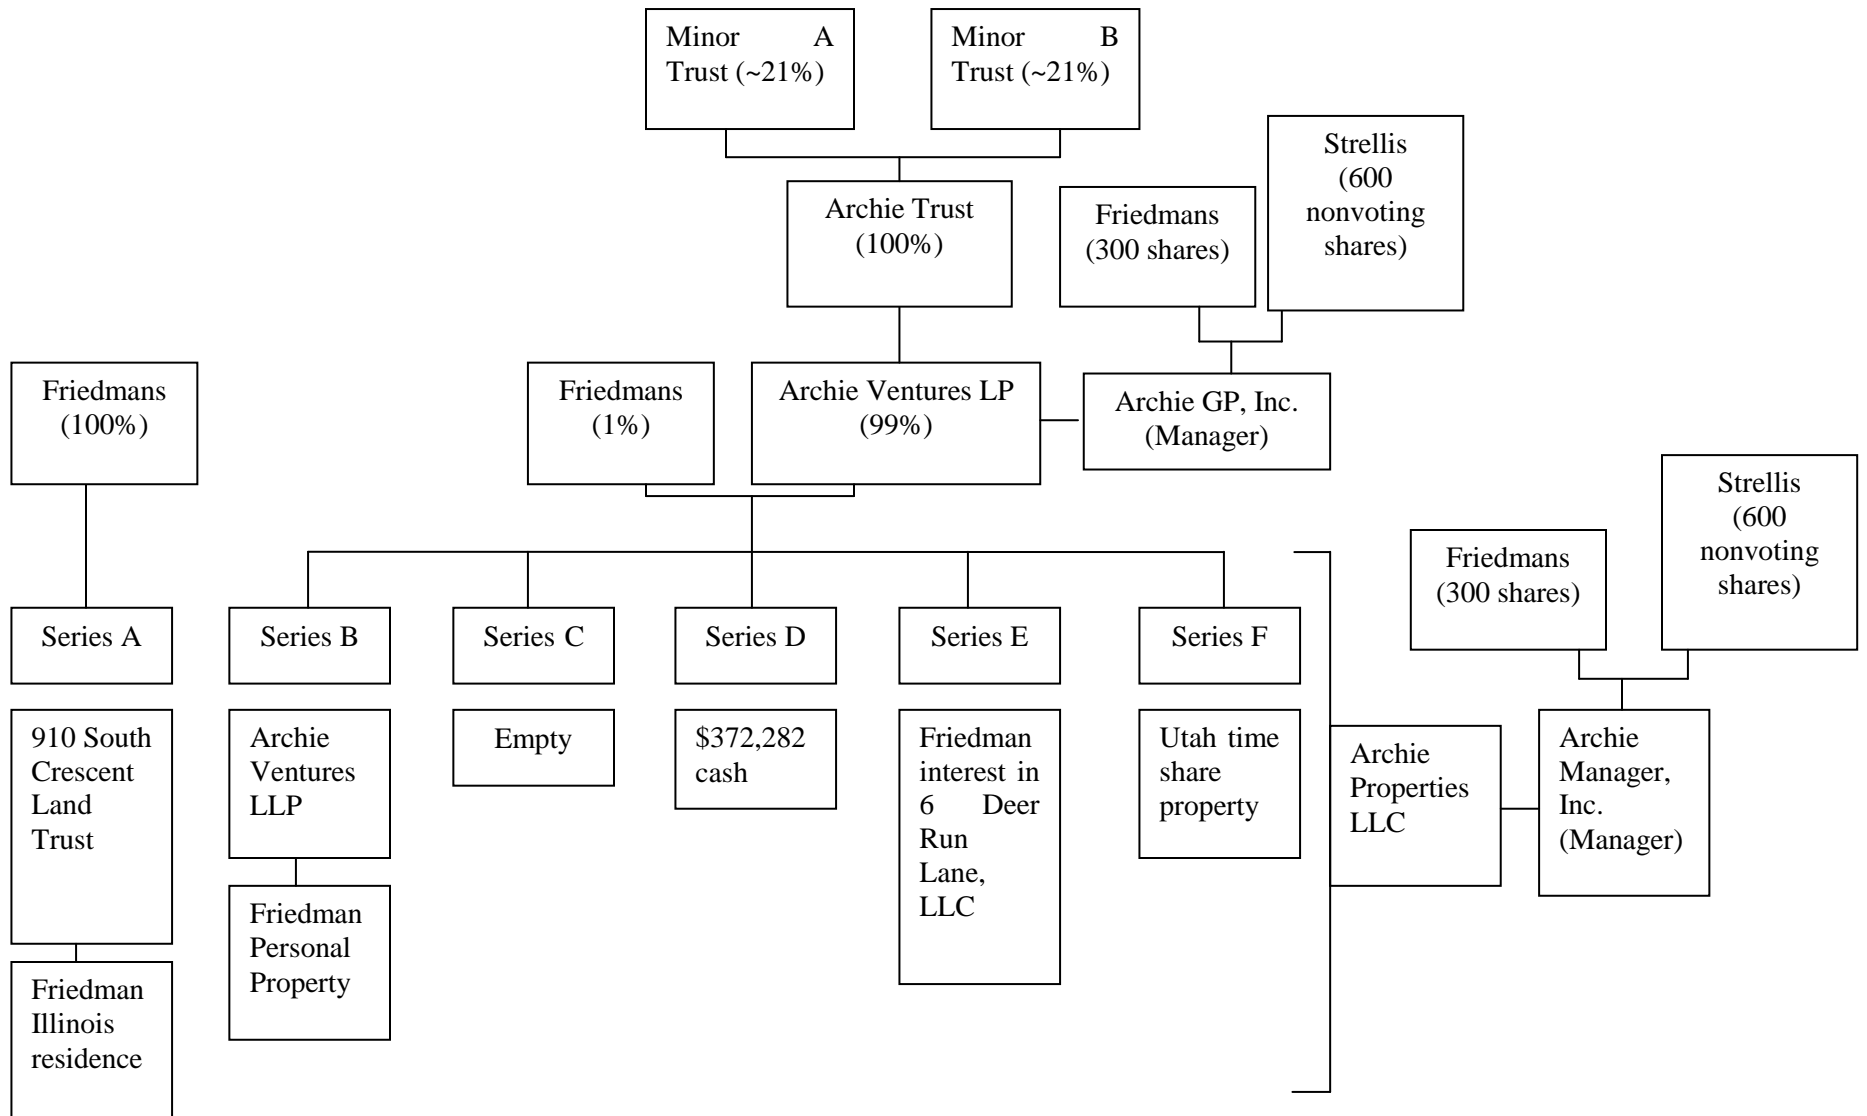 Minor A
Trust (~21%)
Minor B
Trust (~21%)
Strellis
(600
nonvoting
shares)
Archie Trust
(100%)
Friedmans
(300 shares)
Friedmans
(100%)
Friedmans
(1%)
Archie Ventures LP
(99%)
Archie GP, Inc.
(Manager)
Strellis
(600
nonvoting
shares)
Friedmans
(300 shares)
Series A
Series B
Series C
Series D
Series E
Series F
910 South
Crescent
Land
Trust
Archie
Ventures
LLP
Empty
$372,282
cash
Friedman
interest in
6 Deer
Run
Lane,
LLC
Utah time
share
property
Archie
Properties
LLC
Archie
Manager,
Inc.
(Manager)
Friedman
Personal
Property
Friedman
Illinois
residence